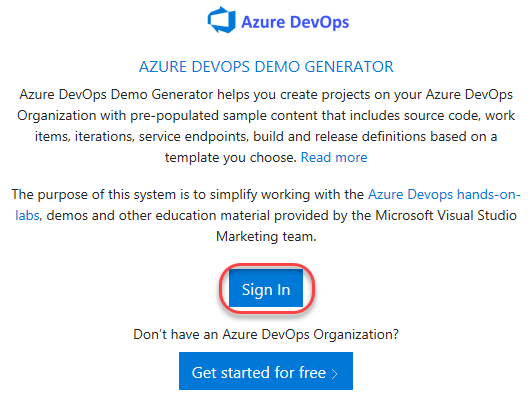 Azure DevOps
AZURE DEVOPS DEMO GENERATOR
Azure DevOps Demo Generator helps you create projects on your Azure DevOps
Organization with pre-populated sample content that includes source code, work
items, iterations, service endpoints, build and release definitions based on a
template you choose. Read more
The purpose of this system is to simplify working with the Azure Devops hands-on-
labs, demos and other education material provided by the Microsoft Visual Studio
Marketing team.
Sign In
Don't have an Azure DevOps Organization?
Get started for free >